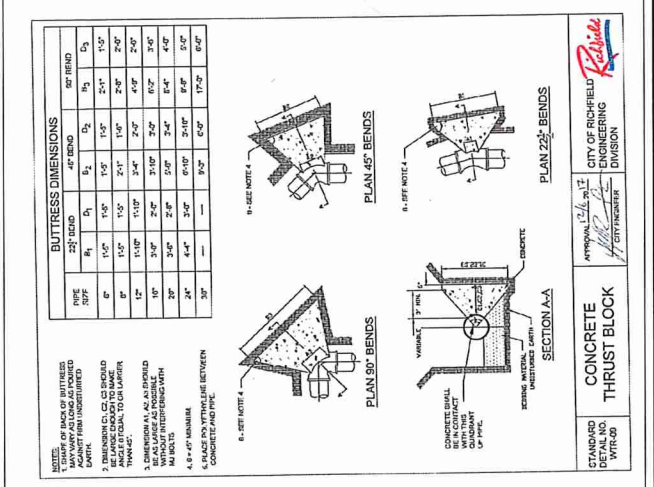 NOTES:
1. SHAPE OF BACK OF BUTTRESS
MAY VARY AS LONG AS POURED
AGAINST FIRM UNDISTURBED
EARTH.
2. DIMENSION C1, C2, C3 SHOULD
BE LARGE ENOUGH TO MAKE
ANGLE θ EQUAL TO OR LARGER
THAN 45°.
3. DIMENSION A1, A2, A3 SHOULD
BE AS LARGE AS POSSIBLE
WITHOUT INTERFERING WITH
MJ BOLTS
4. θ = 45° MINIMUM.
5. PLACE POLYETHYLENE BETWEEN
CONCRETE AND PIPE.
BUTTRESS DIMENSIONS
PIPE SIZE 22½° BEND 45° BEND 90° BEND
B1 D1 B2 D2 B3 D3
6" 1'-5" 1'-5" 1'-5" 1'-5" 2'-1" 1'-5"
8" 1'-5" 1'-5" 2'-1" 1'-6" 2'-8" 2'-0"
12" 1'-10" 1'-10" 3'-4" 2'-0" 4'-9" 2'-0"
16" 3'-0" 2'-0" 3'-10" 3'-0" 6'-2" 3'-6"
20" 3'-6" 2'-8" 5'-6" 3'-4" 8'-4" 4'-0"
24" 4'-4" 3'-0" 6'-10" 3'-10" 9'-8" 5'-0"
30" — — 9'-3" 6'-0" 17'-0" 6'-0"
θ - SEE NOTE 4
PLAN 90° BENDS
θ - SEE NOTE 4
PLAN 45° BENDS
CONCRETE SHALL
BE IN CONTACT
WITH THIS
QUADRANT
OF PIPE.
VARIABLE
3" MIN.
6"
BEDDING MATERIAL
UNDISTURBED EARTH
CONCRETE
SECTION A-A
θ - SEE NOTE 4
PLAN 22½° BENDS
STANDARD
DETAIL NO.
WTR-09
CONCRETE
THRUST BLOCK
APPROVAL 12/6 2017
CITY ENGINEER
CITY OF RICHFIELD
ENGINEERING
DIVISION
Richfield